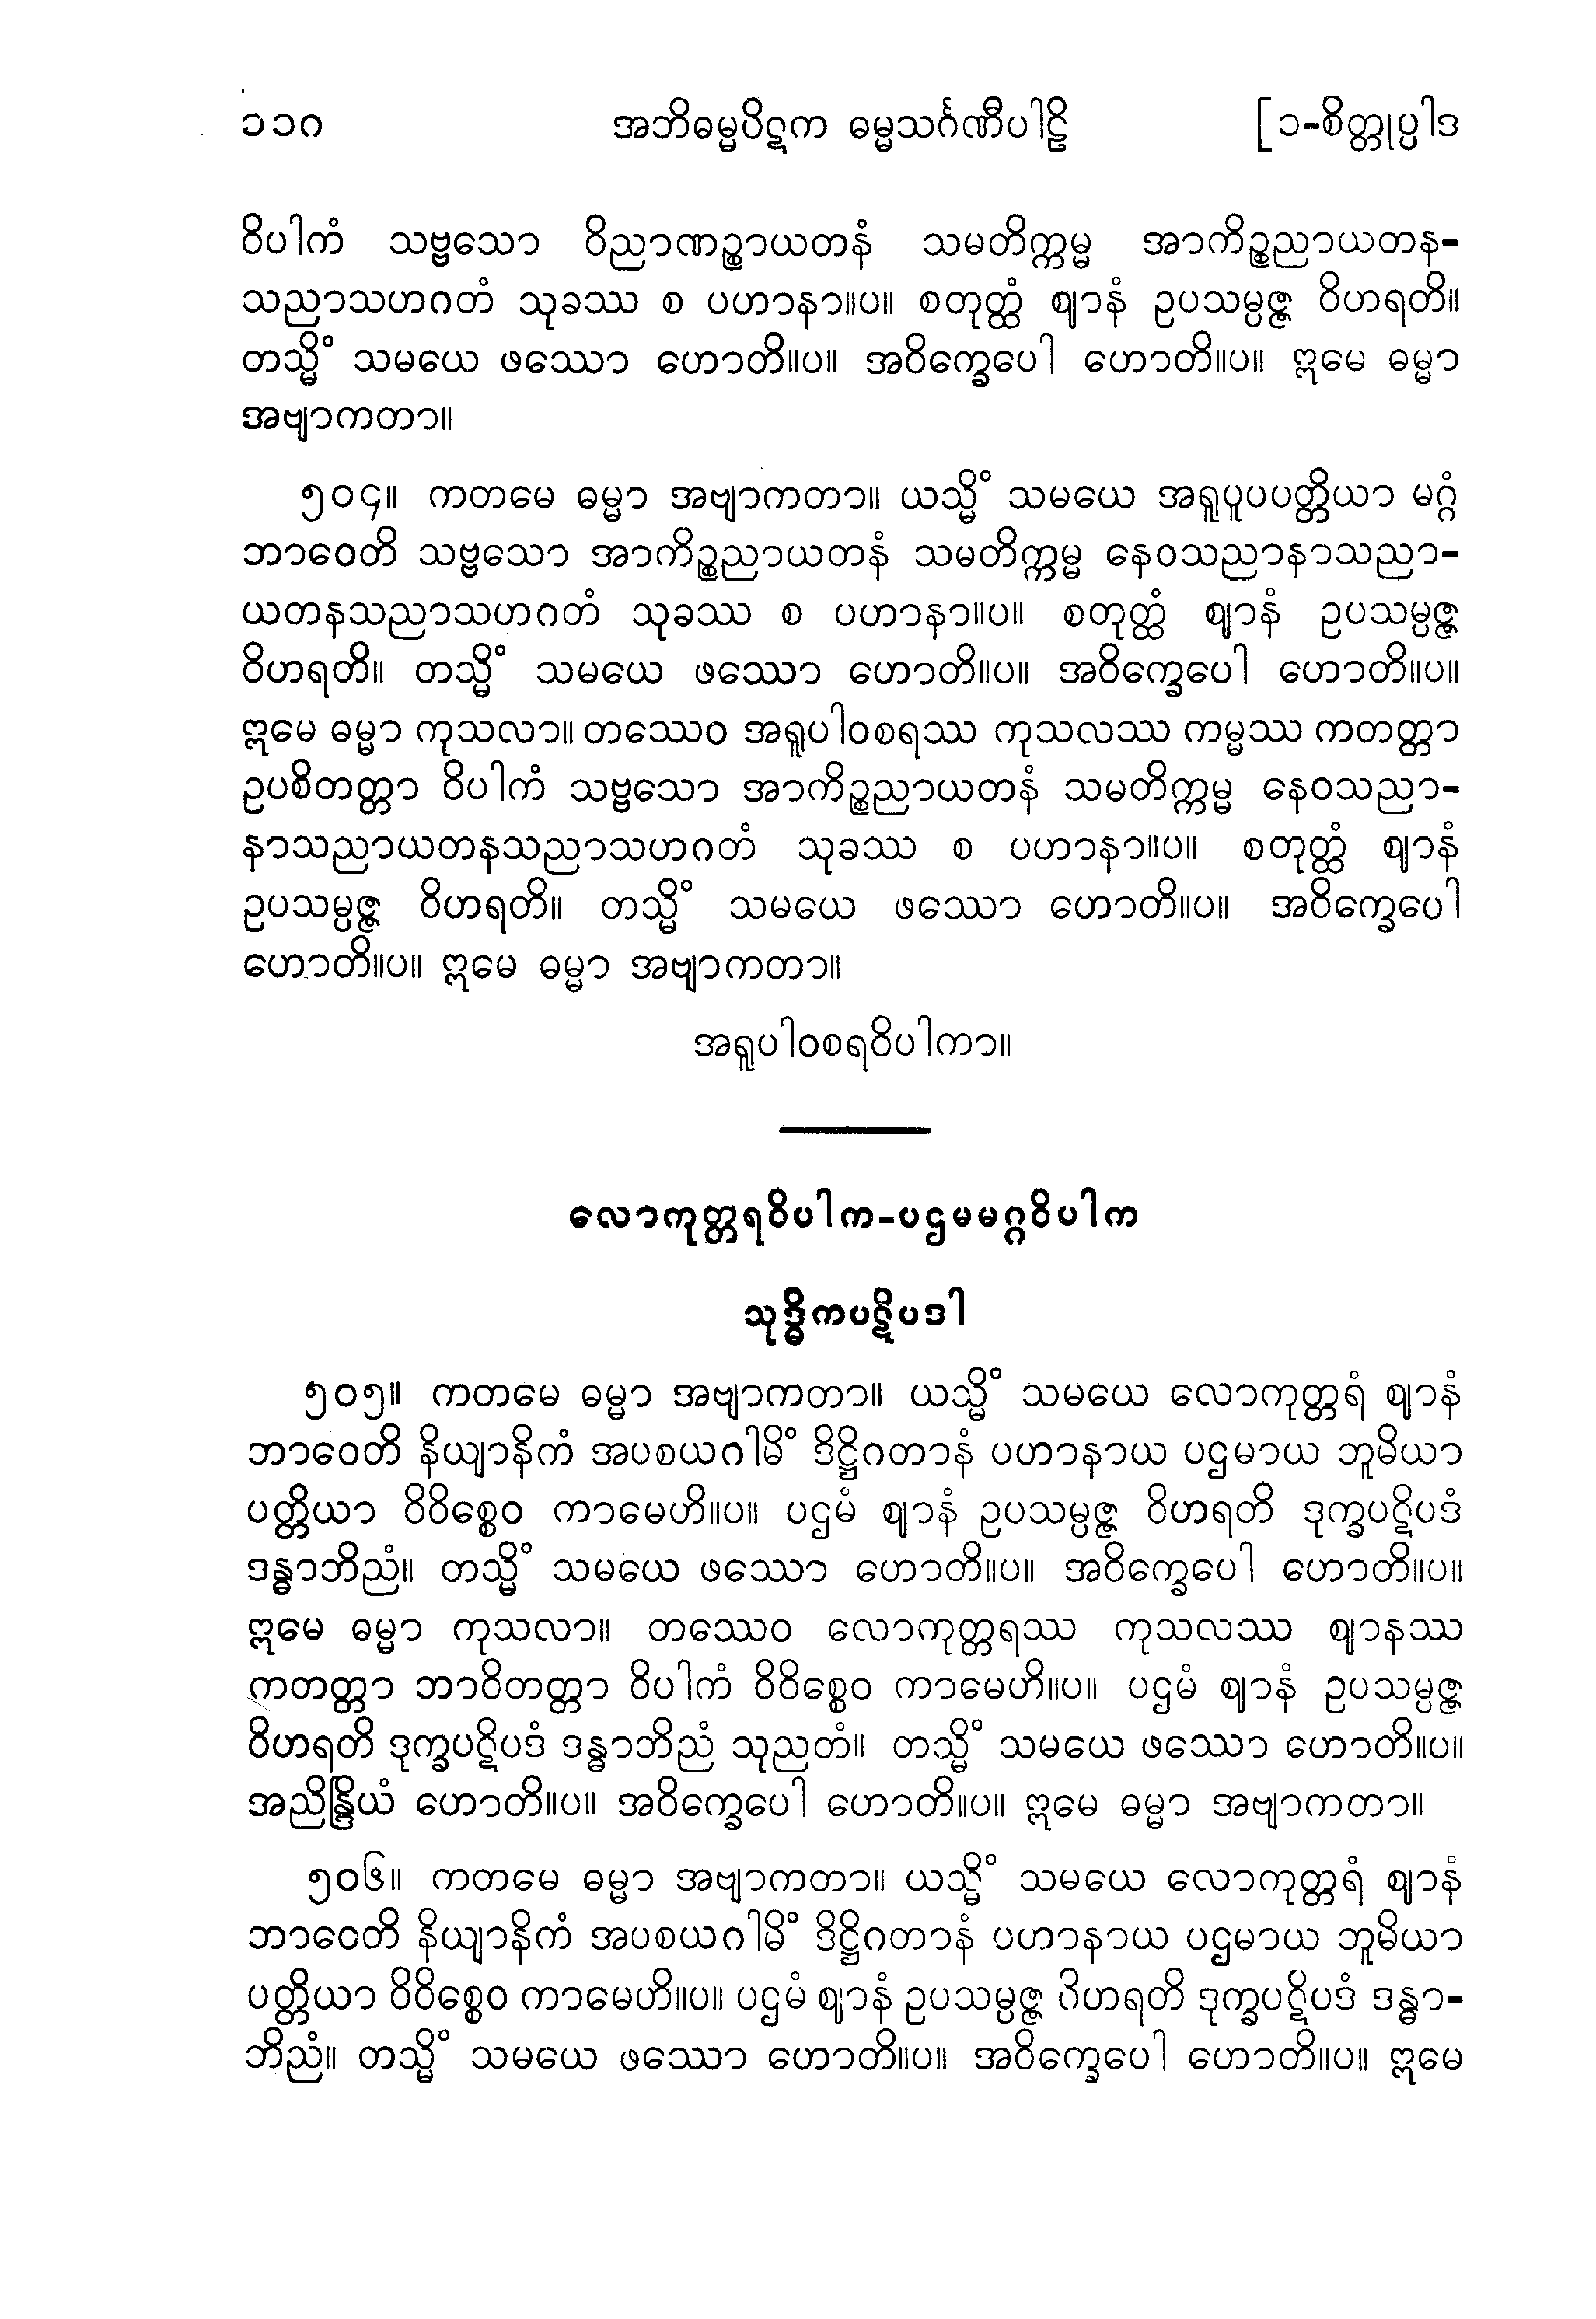 ၁၁၈ အဘိဓမ္မပိဋက ဓမ္မသင်္ဂဏီပါဠိ [၁-စိတ္တုပ္ပါဒ
ဝိပါကံ သဗ္ဗသော ဝိညာဏဉ္စာယတနံ သမတိက္ကမ္မ အာကိဉ္စညာယတန-
သညာသဟဂတံ သုခဿ စ ပဟာနာ။ပ။ စတုတ္ထံ ဈာနံ ဥပသမ္ပဇ္ဇ ဝိဟရတိ။
တသ္မိံ သမယေ ဖဿော ဟောတိ။ပ။ အဝိက္ခေပေါ ဟောတိ။ပ။ ဣမေ ဓမ္မာ
အဗျာကတာ။
၅၀၄။ ကတမေ ဓမ္မာ အဗျာကတာ။ ယသ္မိံ သမယေ အရူပူပပတ္တိယာ မဂ္ဂံ
ဘာဝေတိ သဗ္ဗသော အာကိဉ္စညာယတနံ သမတိက္ကမ္မ နေဝသညာနာသညာ-
ယတနသညာသဟဂတံ သုခဿ စ ပဟာနာ။ပ။ စတုတ္ထံ ဈာနံ ဥပသမ္ပဇ္ဇ
ဝိဟရတိ။ တသ္မိံ သမယေ ဖဿော ဟောတိ။ပ။ အဝိက္ခေပေါ ဟောတိ။ပ။
ဣမေ ဓမ္မာ ကုသလာ။ တဿေဝ အရူပါဝစရဿ ကုသလဿ ကမ္မဿ ကတတ္တာ
ဥပစိတတ္တာ ဝိပါကံ သဗ္ဗသော အာကိဉ္စညာယတနံ သမတိက္ကမ္မ နေဝသညာ-
နာသညာယတနသညာသဟဂတံ သုခဿ စ ပဟာနာ။ပ။ စတုတ္ထံ ဈာနံ
ဥပသမ္ပဇ္ဇ ဝိဟရတိ။ တသ္မိံ သမယေ ဖဿော ဟောတိ။ပ။ အဝိက္ခေပေါ
ဟောတိ။ပ။ ဣမေ ဓမ္မာ အဗျာကတာ။
အရူပါဝစရဝိပါကာ။
လောကုတ္တရဝိပါက-ပဌမမဂ္ဂဝိပါက
သုဒ္ဓိကပဋိပဒါ
၅၀၅။ ကတမေ ဓမ္မာ အဗျာကတာ။ ယသ္မိံ သမယေ လောကုတ္တရံ ဈာနံ
ဘာဝေတိ နိယျာနိကံ အပစယဂါမိံ ဒိဋ္ဌိဂတာနံ ပဟာနာယ ပဌမာယ ဘူမိယာ
ပတ္တိယာ ဝိဝိစ္စေဝ ကာမေဟိ။ပ။ ပဌမံ ဈာနံ ဥပသမ္ပဇ္ဇ ဝိဟရတိ ဒုက္ခပဋိပဒံ
ဒန္ဓာဘိညံ။ တသ္မိံ သမယေ ဖဿော ဟောတိ။ပ။ အဝိက္ခေပေါ ဟောတိ။ပ။
ဣမေ ဓမ္မာ ကုသလာ။ တဿေဝ လောကုတ္တရဿ ကုသလဿ ဈာနဿ
ကတတ္တာ ဘာဝိတတ္တာ ဝိပါကံ ဝိဝိစ္စေဝ ကာမေဟိ။ပ။ ပဌမံ ဈာနံ ဥပသမ္ပဇ္ဇ
ဝိဟရတိ ဒုက္ခပဋိပဒံ ဒန္ဓာဘိညံ သုညတံ။ တသ္မိံ သမယေ ဖဿော ဟောတိ။ပ။
အညိန္ဒြိယံ ဟောတိ။ပ။ အဝိက္ခေပေါ ဟောတိ။ပ။ ဣမေ ဓမ္မာ အဗျာကတာ။
၅၀၆။ ကတမေ ဓမ္မာ အဗျာကတာ။ ယသ္မိံ သမယေ လောကုတ္တရံ ဈာနံ
ဘာဝေတိ နိယျာနိကံ အပစယဂါမိံ ဒိဋ္ဌိဂတာနံ ပဟာနာယ ပဌမာယ ဘူမိယာ
ပတ္တိယာ ဝိဝိစ္စေဝ ကာမေဟိ။ပ။ ပဌမံ ဈာနံ ဥပသမ္ပဇ္ဇ ဝိဟရတိ ဒုက္ခပဋိပဒံ ဒန္ဓာ-
ဘိညံ။ တသ္မိံ သမယေ ဖဿော ဟောတိ။ပ။ အဝိက္ခေပေါ ဟောတိ။ပ။ ဣမေ